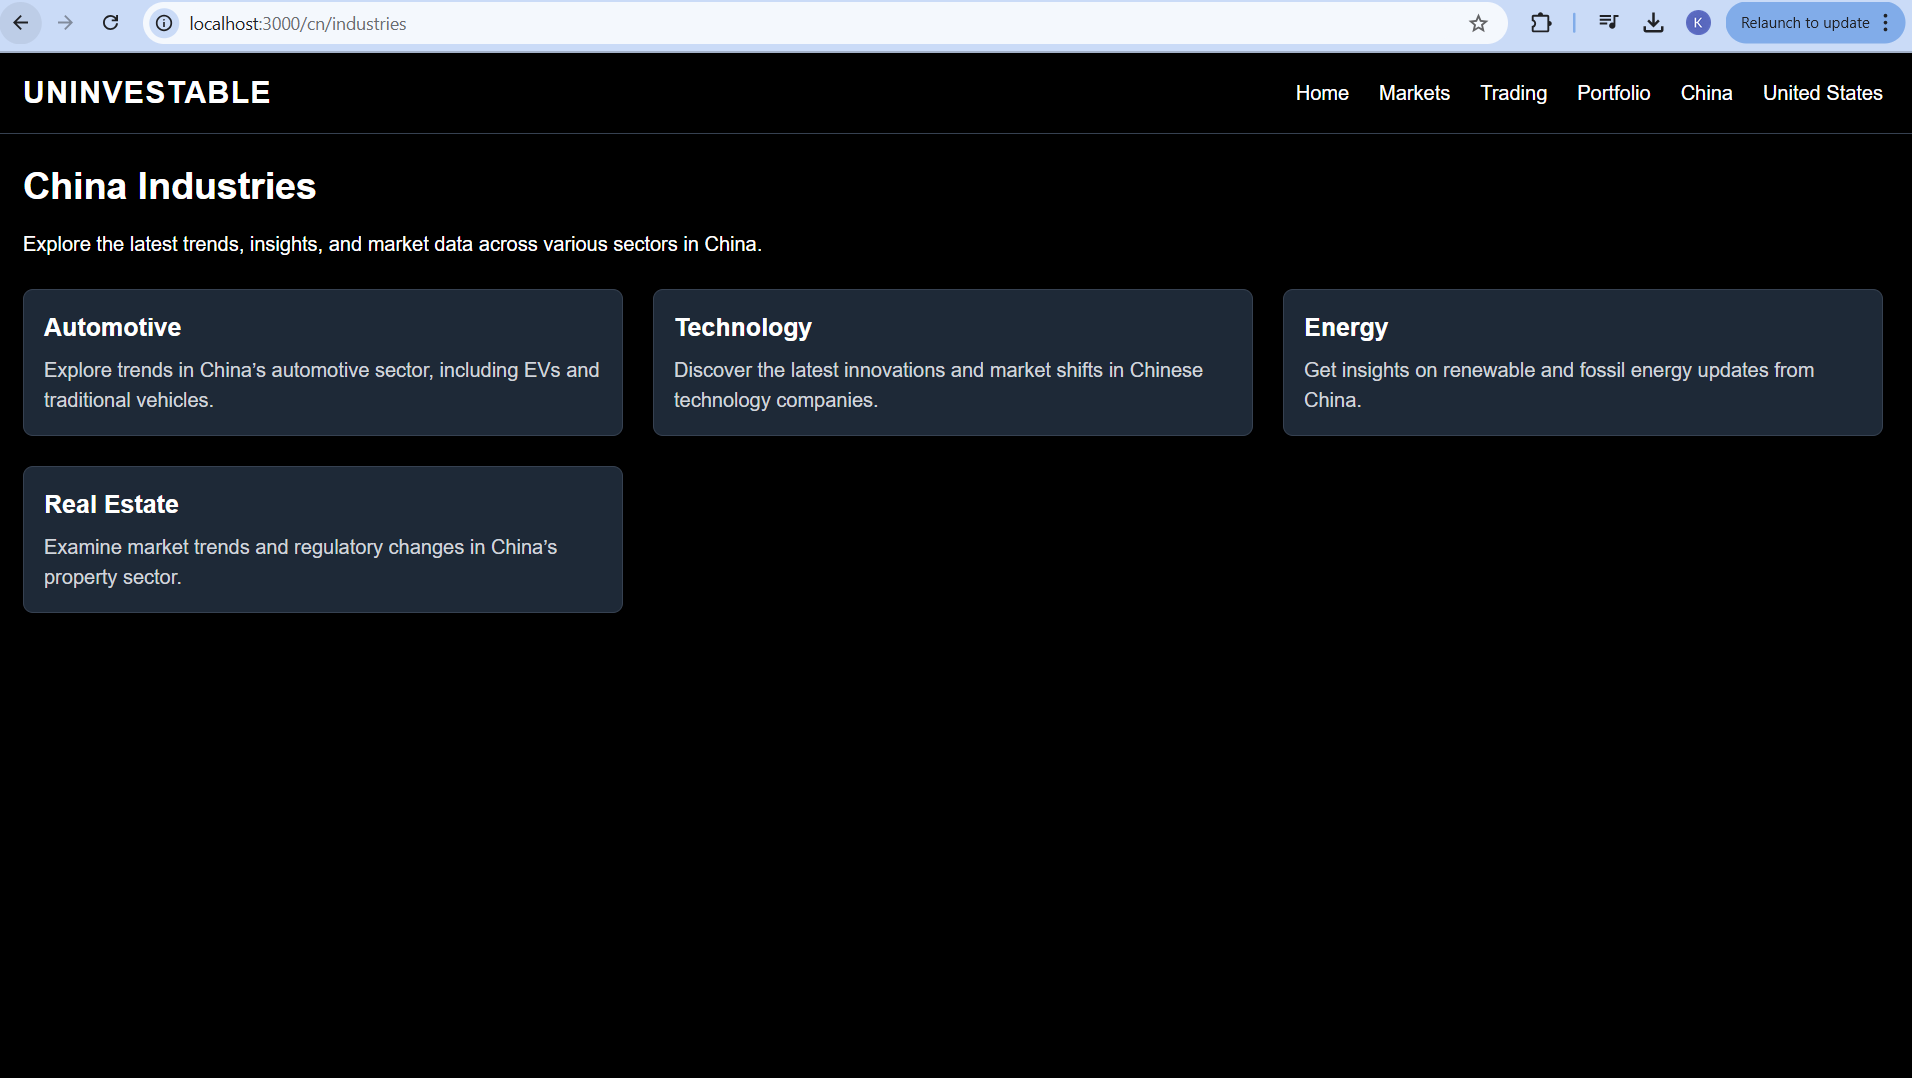 localhost:3000/cn/industries
K
Relaunch to update
UNINVESTABLE
Home Markets Trading Portfolio China United States
China Industries
Explore the latest trends, insights, and market data across various sectors in China.
Automotive
Explore trends in China’s automotive sector, including EVs and
traditional vehicles.
Technology
Discover the latest innovations and market shifts in Chinese
technology companies.
Energy
Get insights on renewable and fossil energy updates from
China.
Real Estate
Examine market trends and regulatory changes in China’s
property sector.